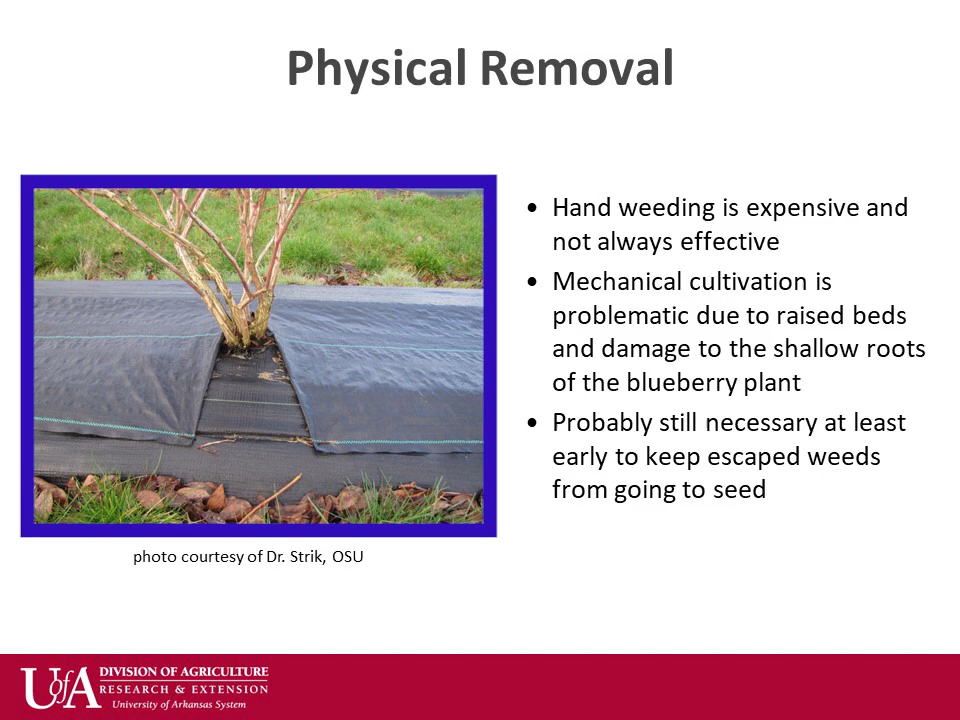 Physical Removal
• Hand weeding is expensive and
not always effective
• Mechanical cultivation is
problematic due to raised beds
and damage to the shallow roots
of the blueberry plant
• Probably still necessary at least
early to keep escaped weeds
from going to seed
photo courtesy of Dr. Strik, OSU
UofA
DIVISION OF AGRICULTURE
RESEARCH & EXTENSION
University of Arkansas System